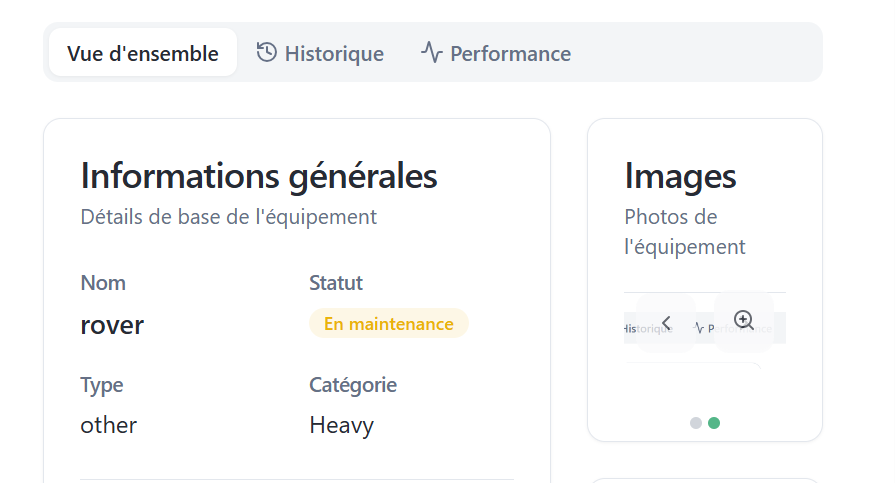 Vue d'ensemble Historique Performance
Informations générales
Détails de base de l'équipement
Nom Statut
rover En maintenance
Type Catégorie
other Heavy
Images
Photos de
l'équipement
Historique Performance